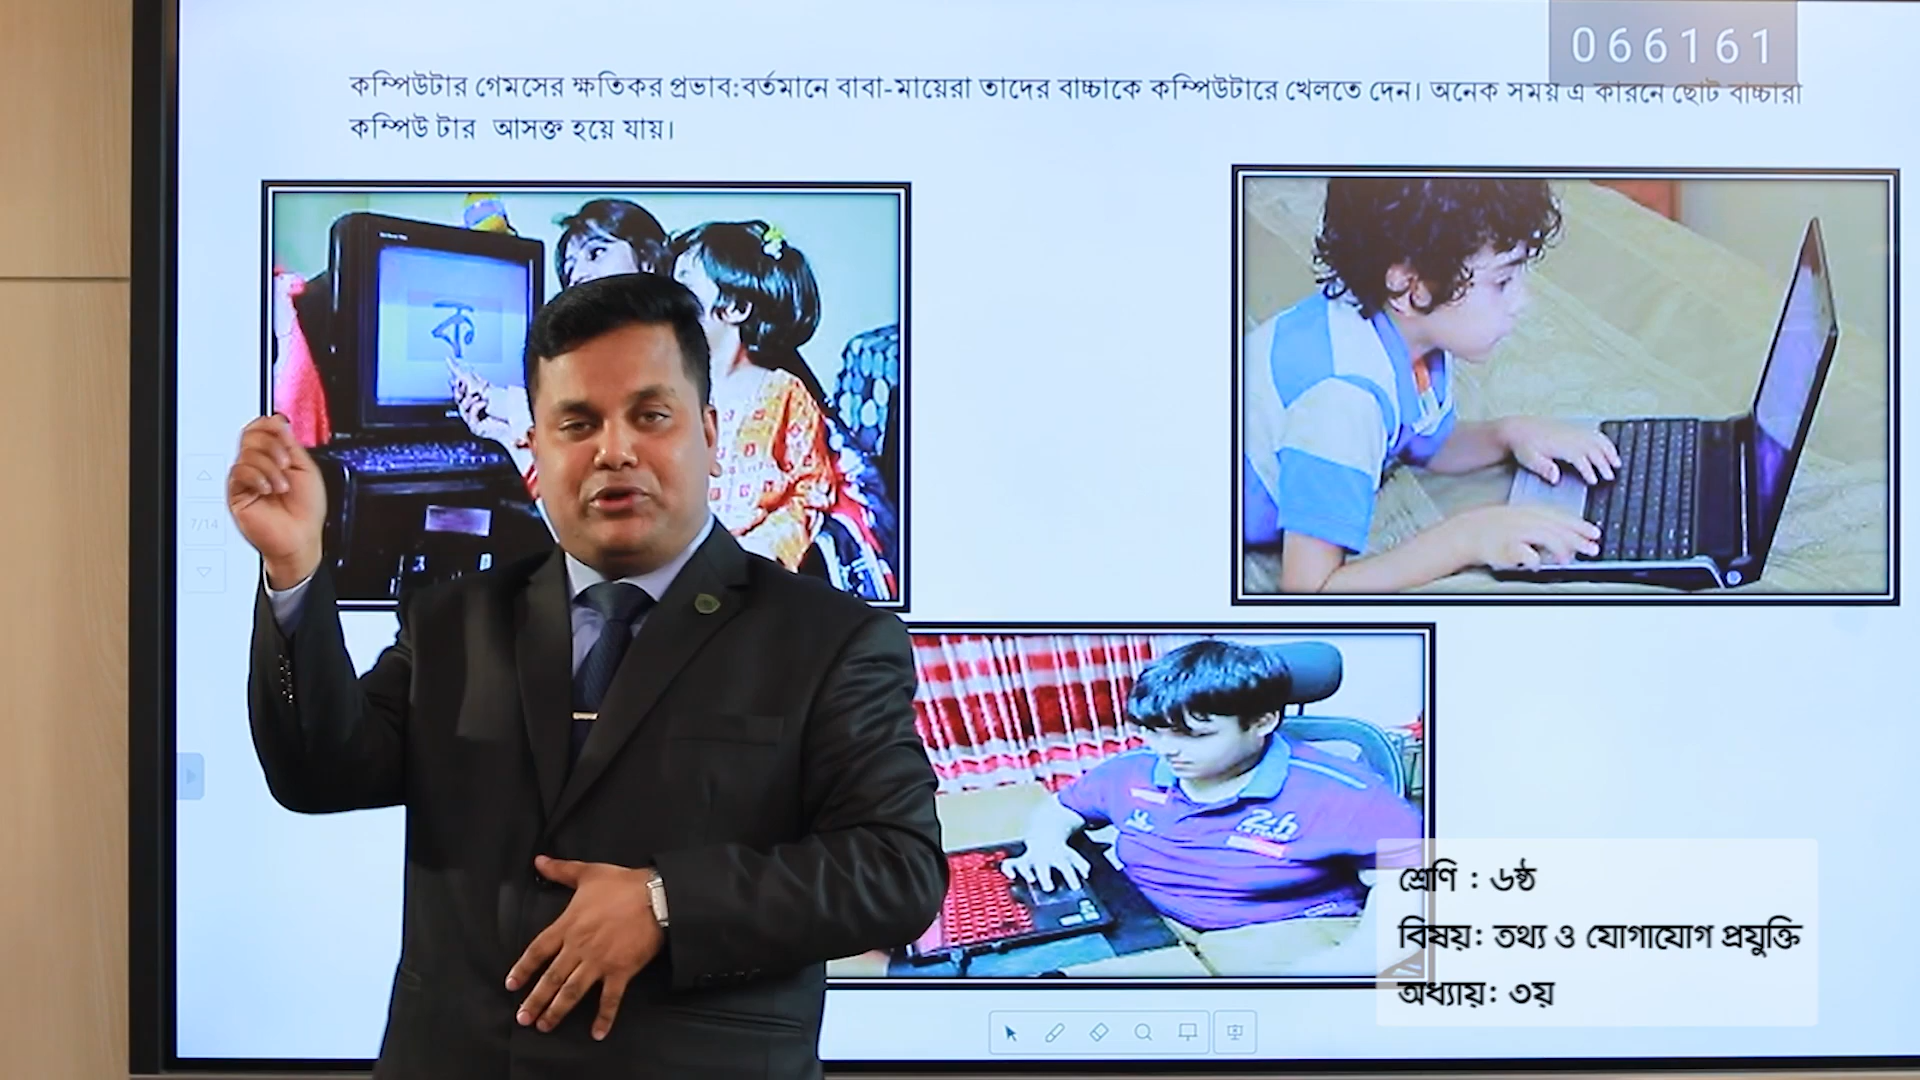 066161
কম্পিউটার গেমসের ক্ষতিকর প্রভাব:বর্তমানে বাবা-মায়েরা তাদের বাচ্চাকে কম্পিউটারে খেলতে দেন। অনেক সময় এ কারনে ছোট বাচ্চারা
কম্পিউ টার আসক্ত হয়ে যায়।
ক
7/14
শ্রেণি : ৬ষ্ঠ
বিষয়: তথ্য ও যোগাযোগ প্রযুক্তি
অধ্যায়: ৩য়